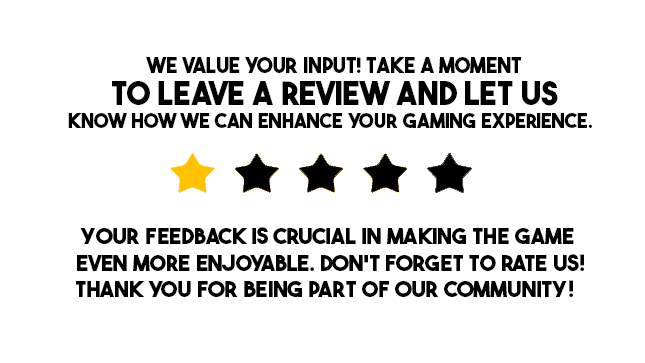 WE VALUE YOUR INPUT! TAKE A MOMENT
TO LEAVE A REVIEW AND LET US
KNOW HOW WE CAN ENHANCE YOUR GAMING EXPERIENCE.
YOUR FEEDBACK IS CRUCIAL IN MAKING THE GAME
EVEN MORE ENJOYABLE. DON'T FORGET TO RATE US!
THANK YOU FOR BEING PART OF OUR COMMUNITY!